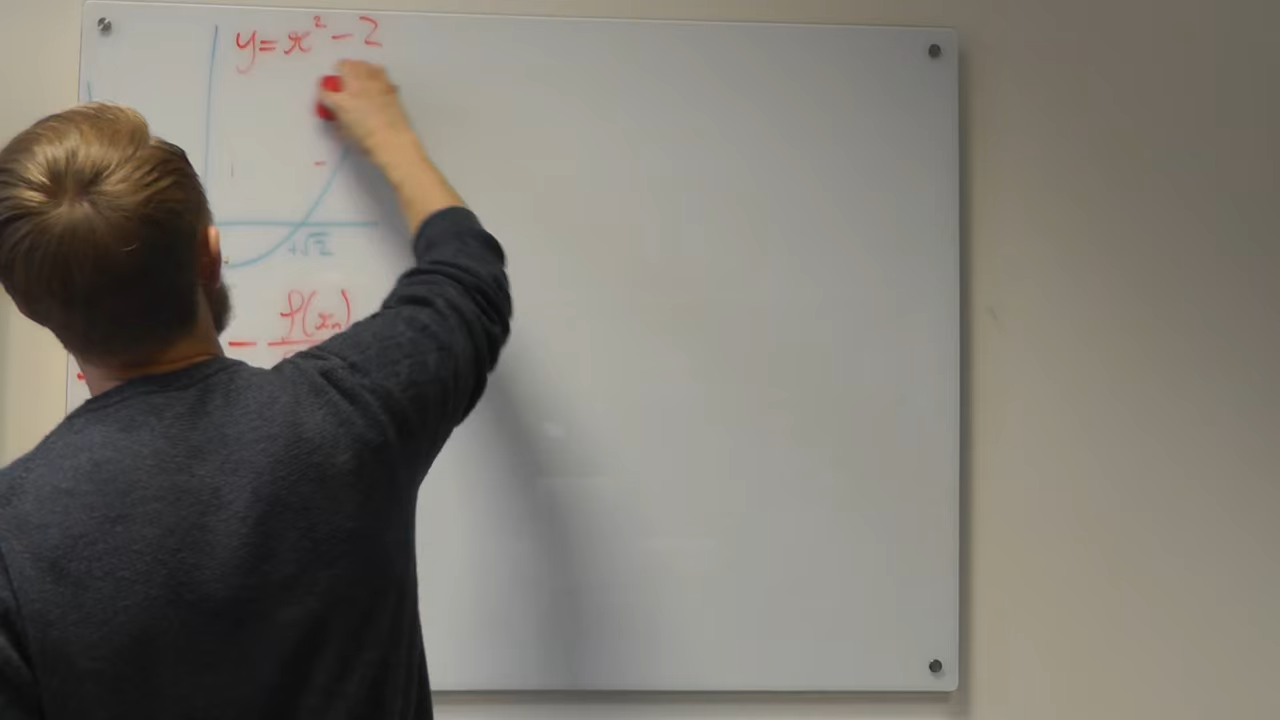 y = x² - 2
+√2
- f(xₙ)